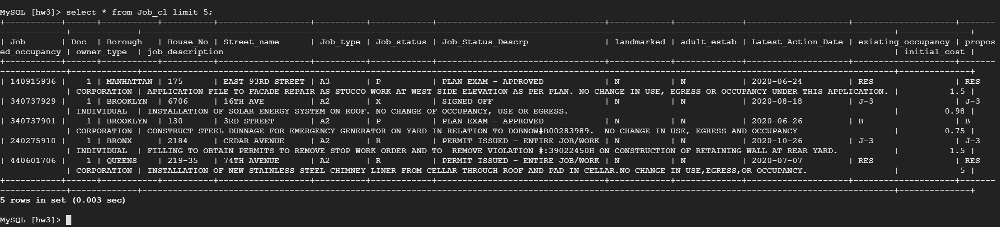 MySQL [hw3]> select * from Job_cl limit 5;
+-----------+------+-----------+----------+-----------------+----------+------------+---------------------------------+------------+-------------+--------------------+--------------------+-------
-------------+-------------+----------------------------------------------------------------------------------------------------------------------------------------------------+--------------+
| Job       | Doc  | Borough   | House_No | Street_name     | Job_type | Job_status | Job_Status_Descrp               | landmarked | adult_estab | Latest_Action_Date | existing_occupancy | propos
ed_occupancy | owner_type  | job_description                                                                                                                                    | initial_cost |
+-----------+------+-----------+----------+-----------------+----------+------------+---------------------------------+------------+-------------+--------------------+--------------------+-------
-------------+-------------+----------------------------------------------------------------------------------------------------------------------------------------------------+--------------+
| 140915936 |    1 | MANHATTAN | 175      | EAST 93RD STREET | A3       | P          | PLAN EXAM - APPROVED            | N          | N           | 2020-06-24         | RES                | RES
             | CORPORATION | APPLICATION FILE TO FACADE REPAIR AS STUCCO WORK AT WEST SIDE ELEVATION AS PER PLAN. NO CHANGE IN USE, EGRESS OR OCCUPANCY UNDER THIS APPLICATION. |          1.5 |
| 340737929 |    1 | BROOKLYN  | 6706     | 16TH AVE         | A2       | X          | SIGNED OFF                      | N          | N           | 2020-08-18         | J-3                | J-3
             | INDIVIDUAL  | INSTALLATION OF SOLAR ENERGY SYSTEM ON ROOF. NO CHANGE OF OCCUPANCY, USE OR EGRESS.                                                                |         0.98 |
| 340737901 |    1 | BROOKLYN  | 130      | 3RD STREET       | A2       | P          | PLAN EXAM - APPROVED            | N          | N           | 2020-06-26         | B                  | B
             | CORPORATION | CONSTRUCT STEEL DUNNAGE FOR EMERGENCY GENERATOR ON YARD IN RELATION TO DOBNOW#B00283989.  NO CHANGE IN USE, EGRESS AND OCCUPANCY                   |         0.75 |
| 240275910 |    1 | BRONX     | 2184     | CEDAR AVENUE     | A2       | R          | PERMIT ISSUED - ENTIRE JOB/WORK | N          | N           | 2020-10-26         | J-3                | J-3
             | INDIVIDUAL  | FILLING TO OBTAIN PERMITS TO REMOVE STOP WORK ORDER AND TO  REMOVE VIOLATION #:39022450H ON CONSTRUCTION OF RETAINING WALL AT REAR YARD.           |          1.5 |
| 440601706 |    1 | QUEENS    | 219-35   | 74TH AVENUE      | A2       | R          | PERMIT ISSUED - ENTIRE JOB/WORK | N          | N           | 2020-07-07         | RES                | RES
             | CORPORATION | INSTALLATION OF NEW STAINLESS STEEL CHIMNEY LINER FROM CELLAR THROUGH ROOF AND PAD IN CELLAR.NO CHANGE IN USE,EGRESS,OR OCCUPANCY.                 |            5 |
+-----------+------+-----------+----------+-----------------+----------+------------+---------------------------------+------------+-------------+--------------------+--------------------+-------
-------------+-------------+----------------------------------------------------------------------------------------------------------------------------------------------------+--------------+
5 rows in set (0.003 sec)
MySQL [hw3]>